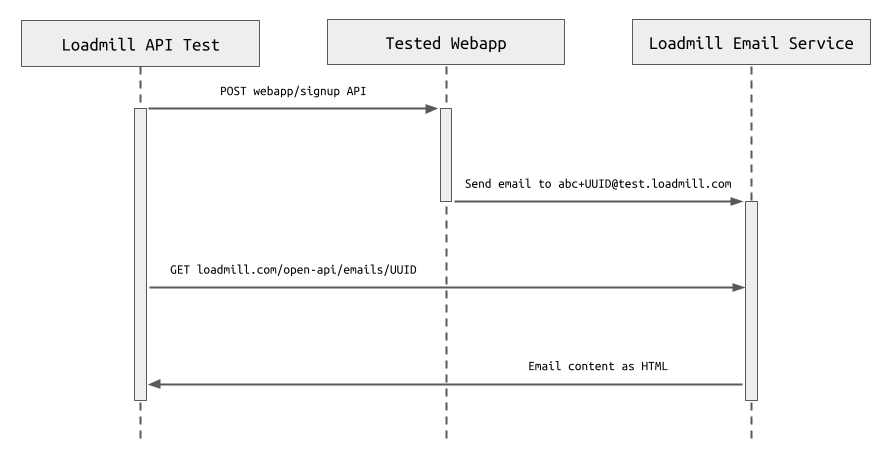 Loadmill API Test
Tested Webapp
Loadmill Email Service
POST webapp/signup API
Send email to abc+UUID@test.loadmill.com
GET loadmill.com/open-api/emails/UUID
Email content as HTML